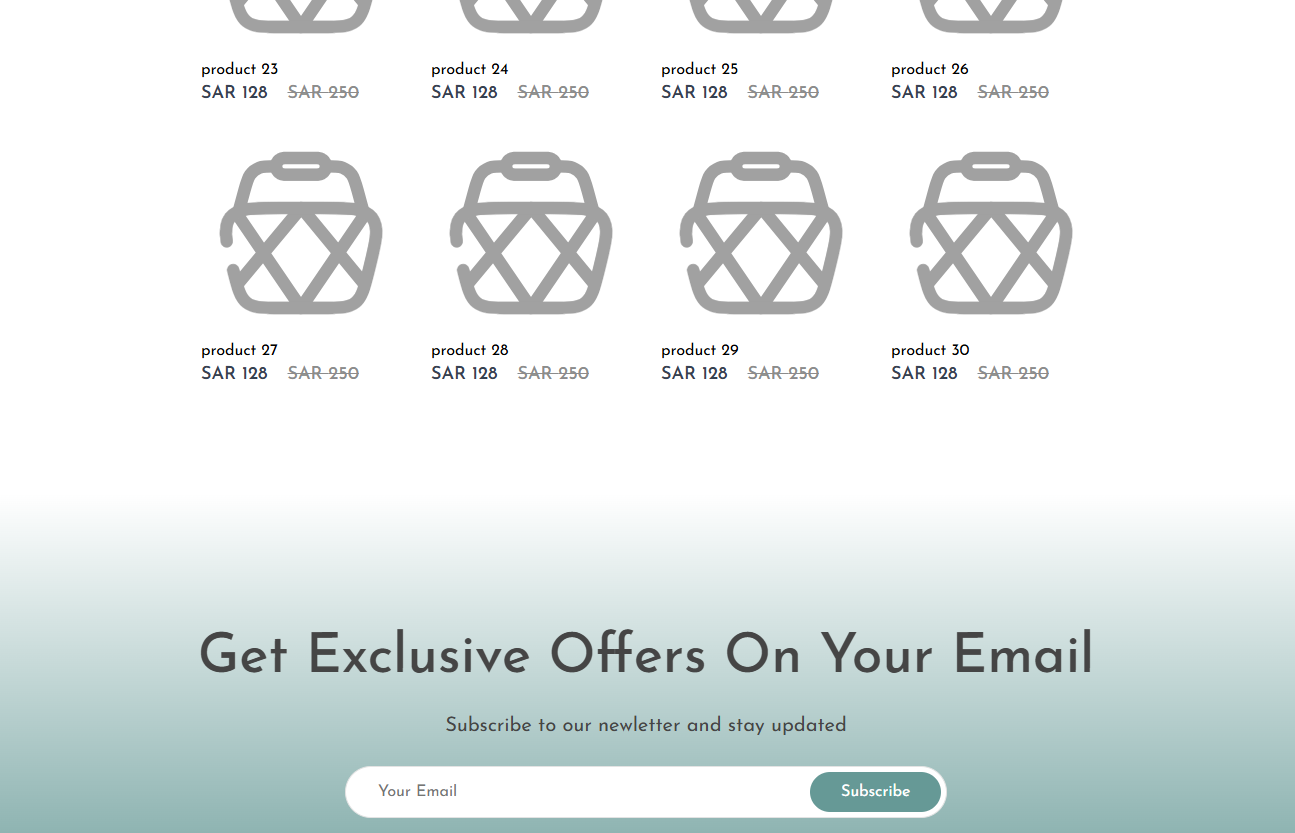 product 23 product 24 product 25 product 26
SAR 128 SAR 250 SAR 128 SAR 250 SAR 128 SAR 250 SAR 128 SAR 250
product 27 product 28 product 29 product 30
SAR 128 SAR 250 SAR 128 SAR 250 SAR 128 SAR 250 SAR 128 SAR 250
Get Exclusive Offers On Your Email
Subscribe to our newletter and stay updated
Your Email Subscribe